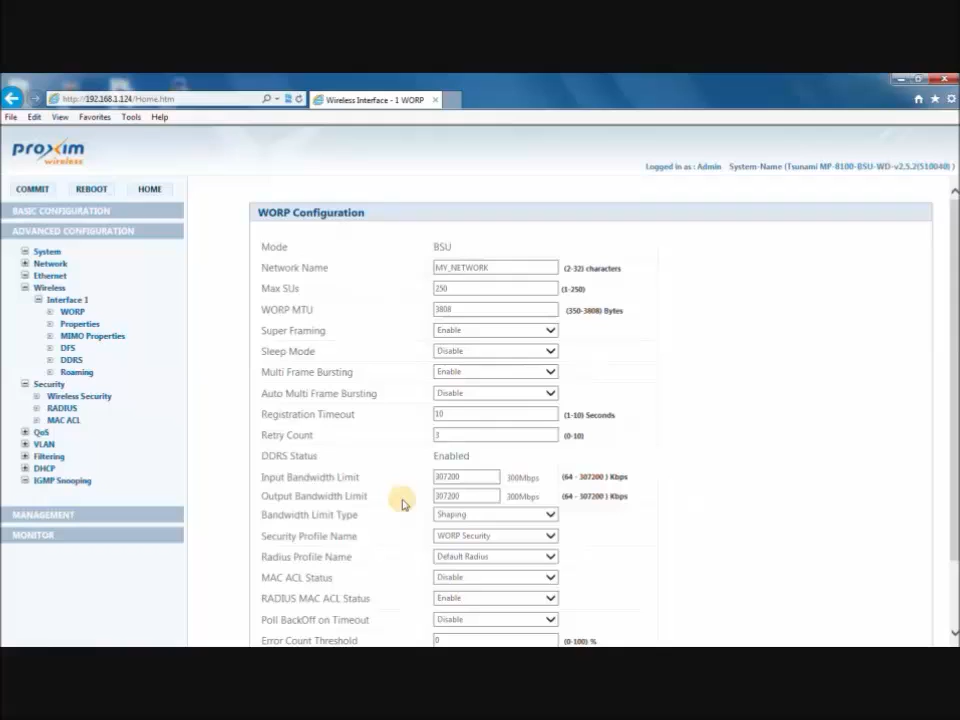 http://192.168.1.124/Home.htm
Wireless Interface - 1 WORP
File Edit View Favorites Tools Help
proxim
wireless
Logged in as : Admin System-Name (Tsunami MP-8100-BSU-WD-v2.5.2(510040) )
COMMIT REBOOT HOME
BASIC CONFIGURATION
ADVANCED CONFIGURATION
System
Network
Ethernet
Wireless
Interface 1
WORP
Properties
MIMO Properties
DFS
DDRS
Roaming
Security
Wireless Security
RADIUS
MAC ACL
QoS
VLAN
Filtering
DHCP
IGMP Snooping
MANAGEMENT
MONITOR
WORP Configuration
Mode BSU
Network Name MY_NETWORK (2-32) characters
Max SUs 250 (1-250)
WORP MTU 3808 (350-3808) Bytes
Super Framing Enable
Sleep Mode Disable
Multi Frame Bursting Enable
Auto Multi Frame Bursting Disable
Registration Timeout 10 (1-10) Seconds
Retry Count 3 (0-10)
DDRS Status Enabled
Input Bandwidth Limit 307200 300Mbps (64 - 307200 ) Kbps
Output Bandwidth Limit 307200 300Mbps (64 - 307200 ) Kbps
Bandwidth Limit Type Shaping
Security Profile Name WORP Security
Radius Profile Name Default Radius
MAC ACL Status Disable
RADIUS MAC ACL Status Enable
Poll BackOff on Timeout Disable
Error Count Threshold 0 (0-100) %